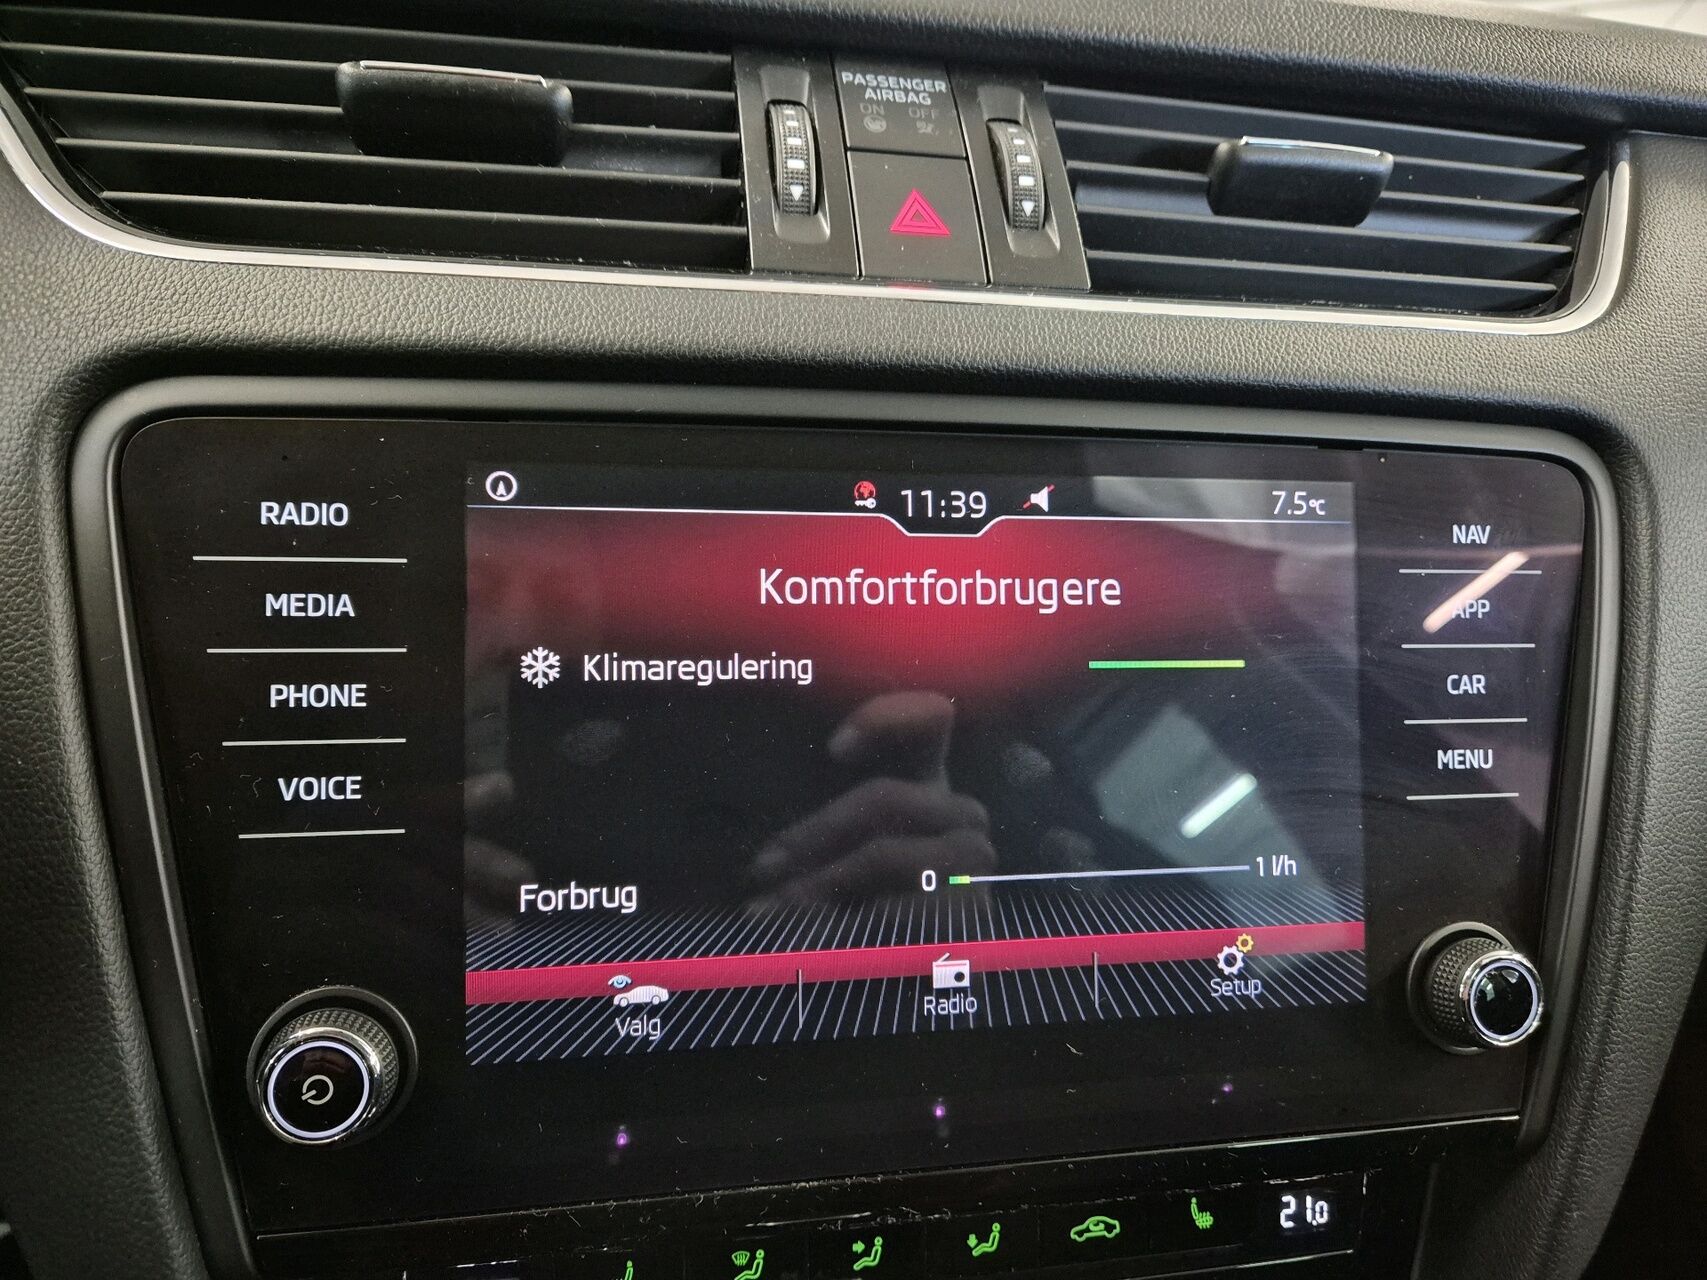 PASSENGER
AIRBAG
ON OFF
RADIO
MEDIA
PHONE
VOICE
11:39
7.5°C
Komfortforbrugere
Klimaregulering
Forbrug
0
1 l/h
Valg
Radio
Setup
NAV
APP
CAR
MENU
21.0